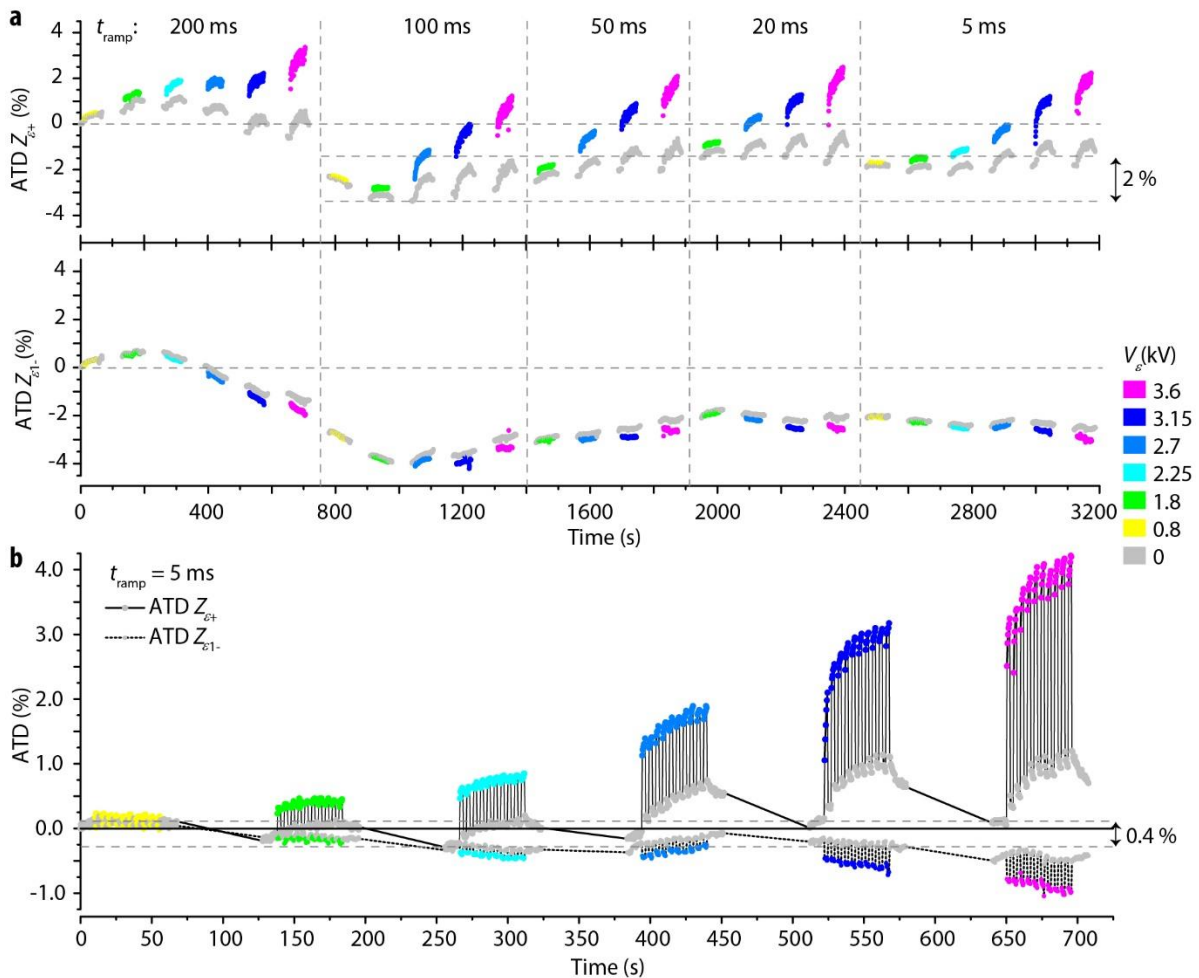 a
t_ramp: 200 ms 100 ms 50 ms 20 ms 5 ms
ATD Z_ε+ (%)
4
2
0
-2
-4
2 %
ATD Z_ε1- (%)
4
2
0
-2
-4
0 400 800 1200 1600 2000 2400 2800 3200
Time (s)
V_ε (kV)
3.6
3.15
2.7
2.25
1.8
0.8
0
b
t_ramp = 5 ms
ATD Z_ε+
ATD Z_ε1-
ATD (%)
4.0
3.0
2.0
1.0
0.0
-1.0
0.4 %
0 50 100 150 200 250 300 350 400 450 500 550 600 650 700
Time (s)